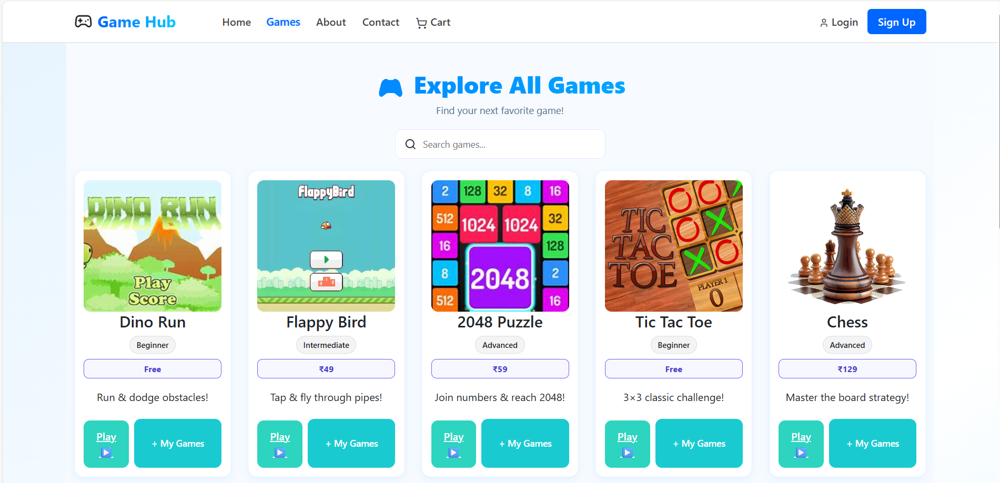 Game Hub
Home
Games
About
Contact
Cart
Login
Sign Up
Explore All Games
Find your next favorite game!
Search games...
DINO RUN
Play
Score
Dino Run
Beginner
Free
Run & dodge obstacles!
Play
+ My Games
FlappyBird
3 1 2
Flappy Bird
Intermediate
₹49
Tap & fly through pipes!
Play
+ My Games
2 128 32 8 16
512 1024 1024 32
16 128
8 2048 2
512 16
2048 Puzzle
Advanced
₹59
Join numbers & reach 2048!
Play
+ My Games
TIC
TAC
TOE
PLAYER 1
0
Tic Tac Toe
Beginner
Free
3×3 classic challenge!
Play
+ My Games
Chess
Advanced
₹129
Master the board strategy!
Play
+ My Games